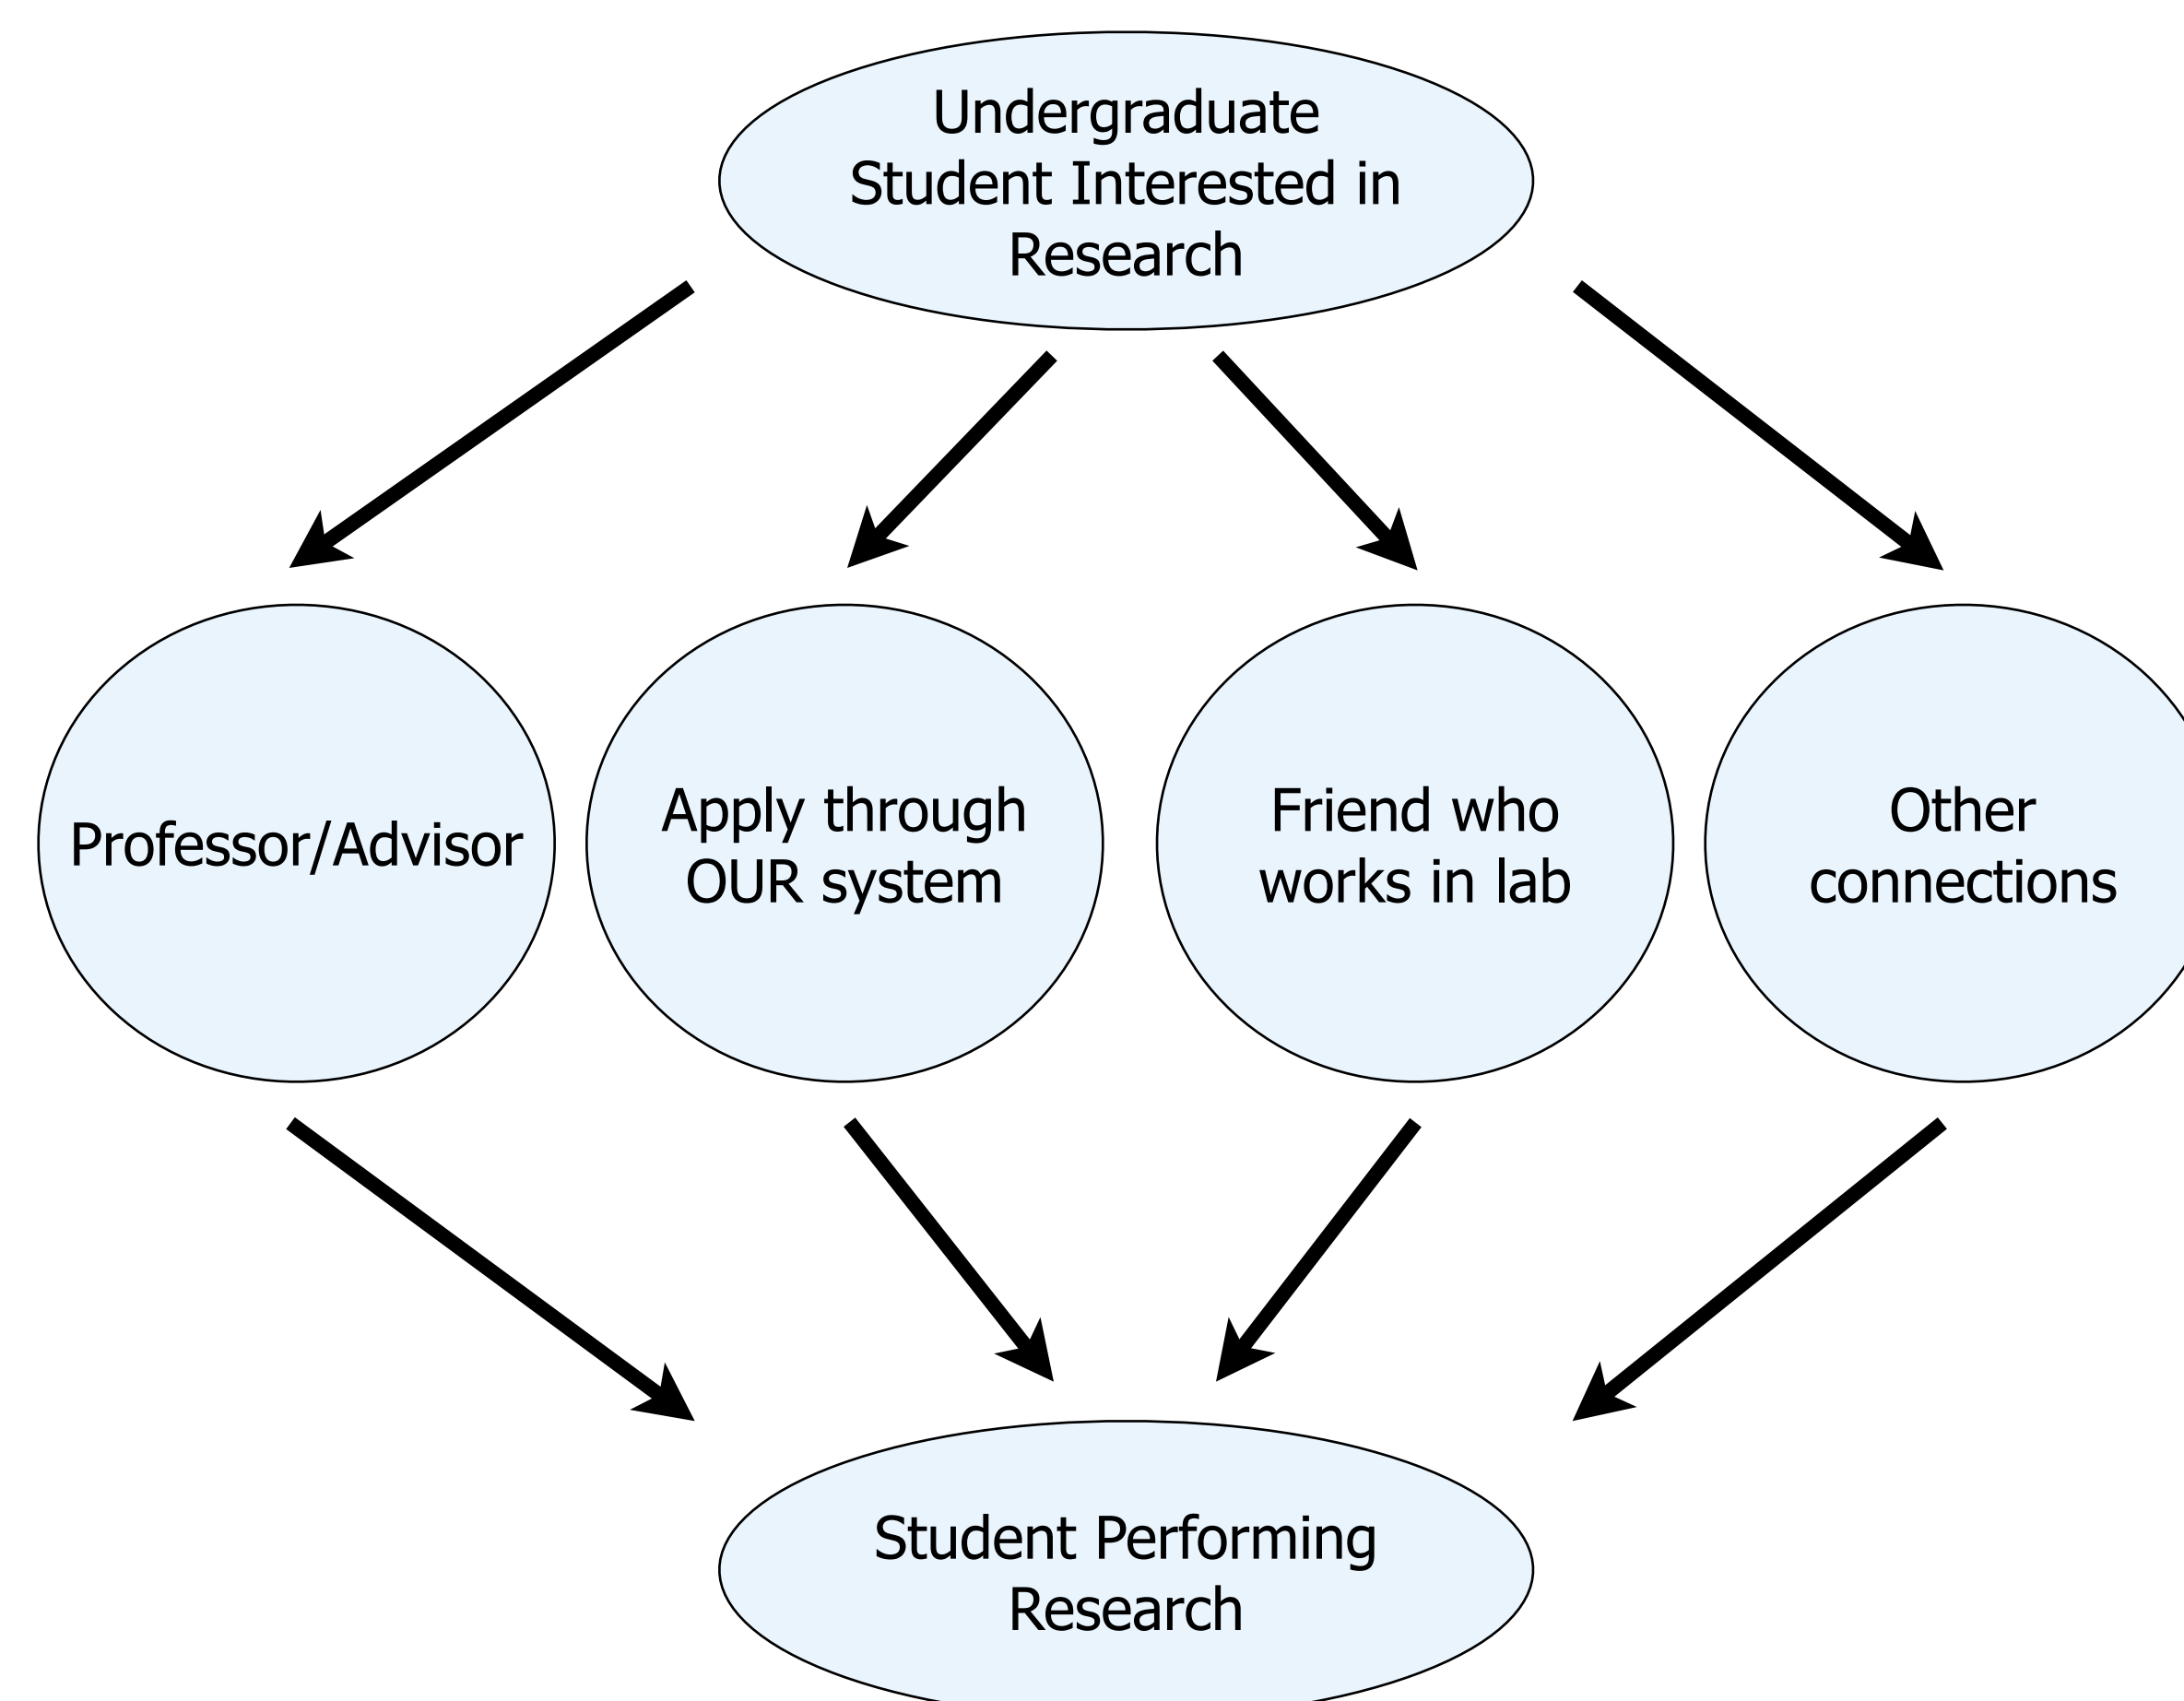 Undergraduate
Student Interested in
Research
Professor/Advisor
Apply through
OUR system
Friend who
works in lab
Other
connections
Student Performing
Research